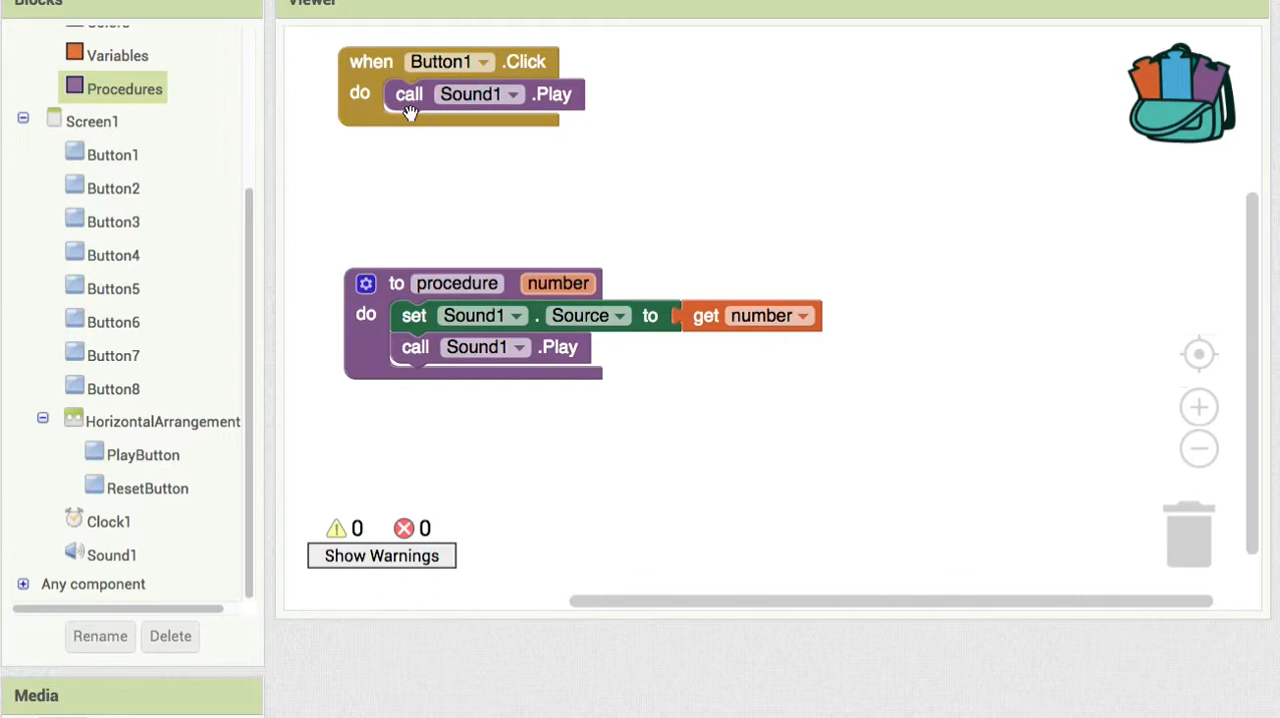 Blocks
Viewer
Variables
Procedures
Screen1
Button1
Button2
Button3
Button4
Button5
Button6
Button7
Button8
HorizontalArrangement
PlayButton
ResetButton
Clock1
Sound1
Any component
Rename Delete
Media
when Button1 .Click
do call Sound1 .Play
to procedure number
do set Sound1 . Source to get number
call Sound1 .Play
0 0
Show Warnings